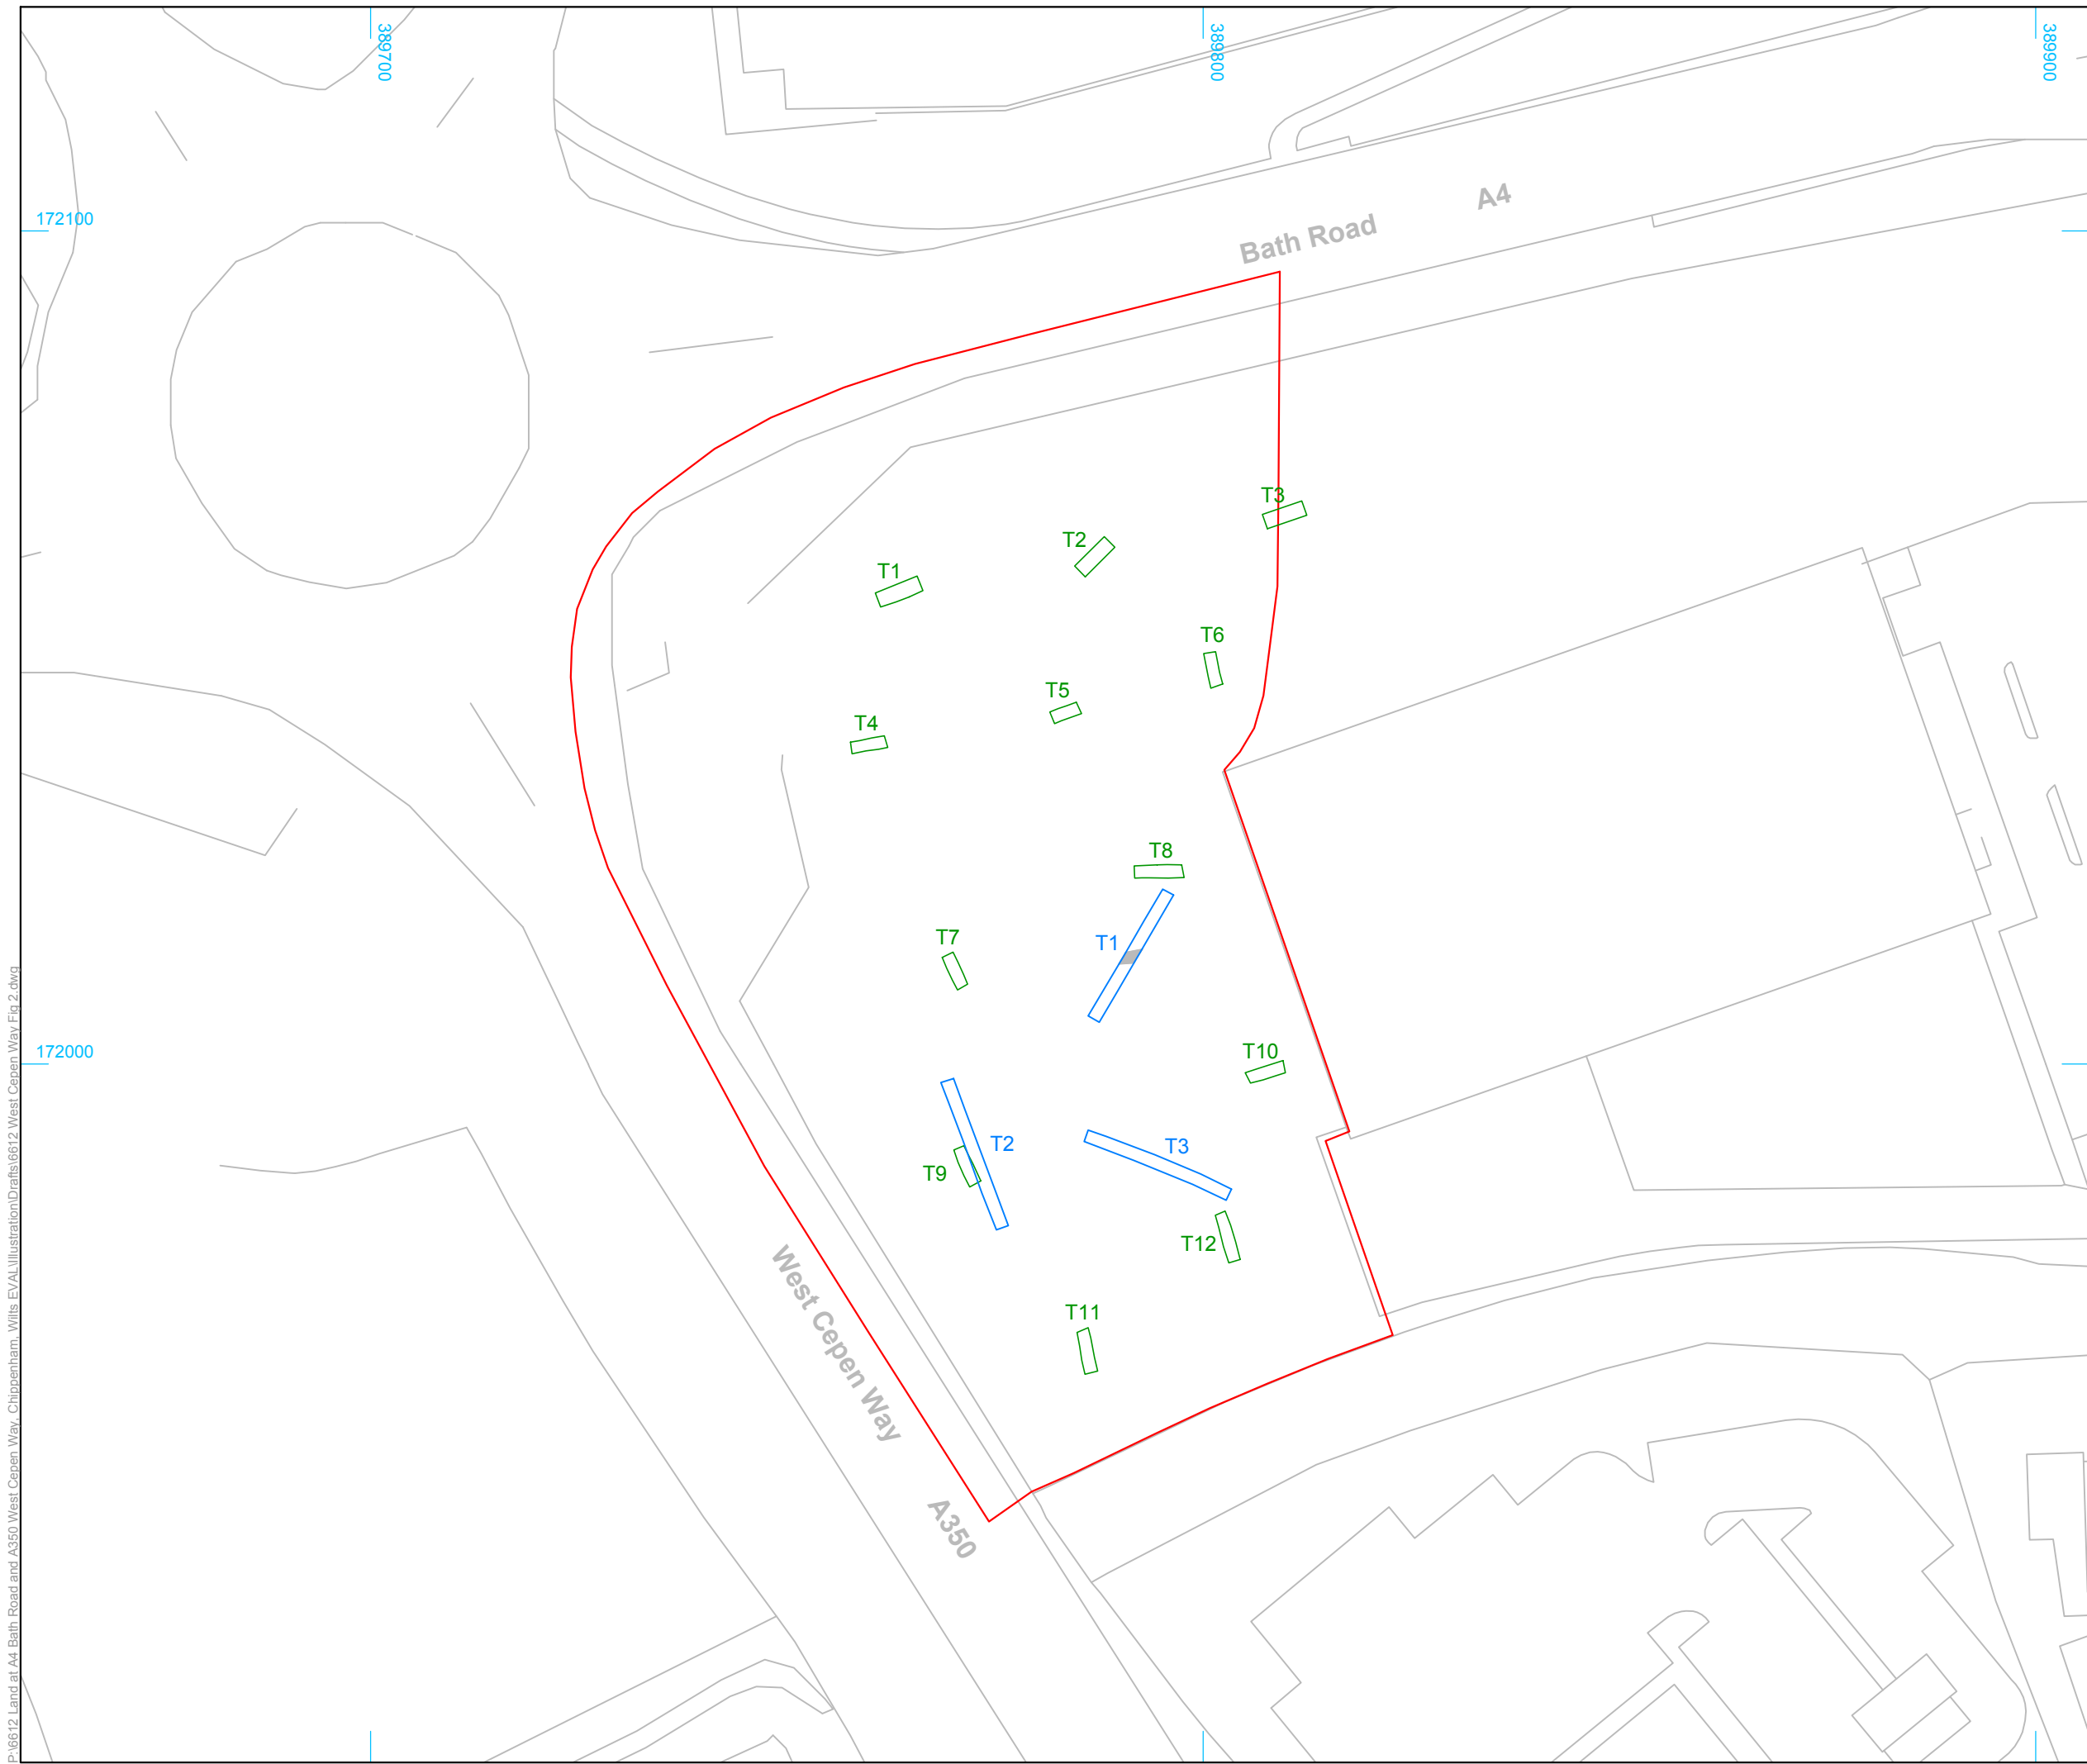 389700
389800
389900
172100
A4
Bath Road
T3
T2
T1
T6
T5
T4
T8
T7
T1
172000
T10
T2
T3
T9
T12
T11
West Cepen Way
A350
P:\6612 Land at A4 Bath Road and A350 West Cepen Way, Chippenham, Wilts EVAL\Illustration\Drafts\6612 West Cepen Way Fig 2.dwg